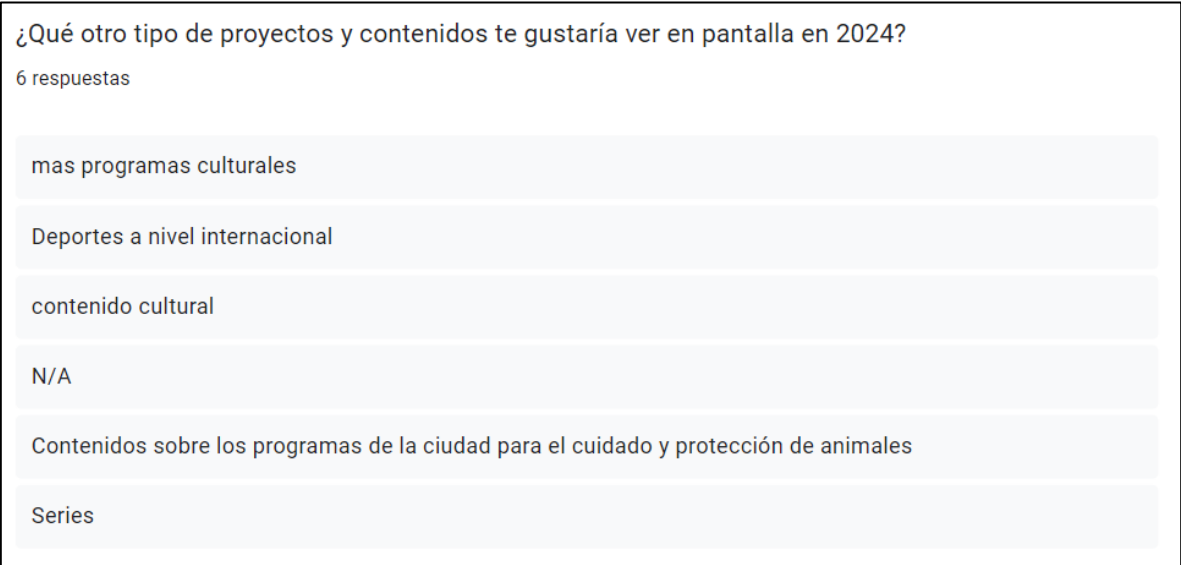 ¿Qué otro tipo de proyectos y contenidos te gustaría ver en pantalla en 2024?
6 respuestas
mas programas culturales
Deportes a nivel internacional
contenido cultural
N/A
Contenidos sobre los programas de la ciudad para el cuidado y protección de animales
Series